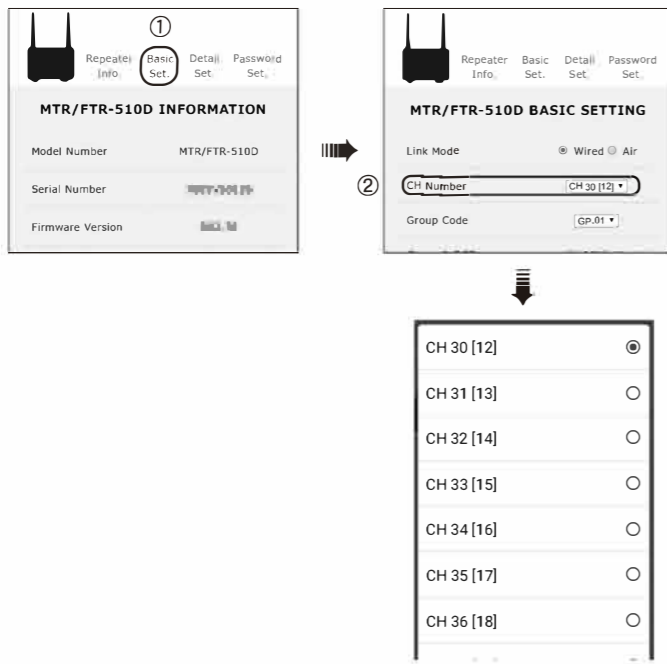 ①
Repeater Info.
Basic Set.
Detail Set.
Password Set.
MTR/FTR-510D INFORMATION
Model Number MTR/FTR-510D
Serial Number
Firmware Version
Repeater Info.
Basic Set.
Detail Set.
Password Set.
MTR/FTR-510D BASIC SETTING
Link Mode Wired Air
②
CH Number CH 30 [12]
Group Code GP.01
CH 30 [12]
CH 31 [13]
CH 32 [14]
CH 33 [15]
CH 34 [16]
CH 35 [17]
CH 36 [18]